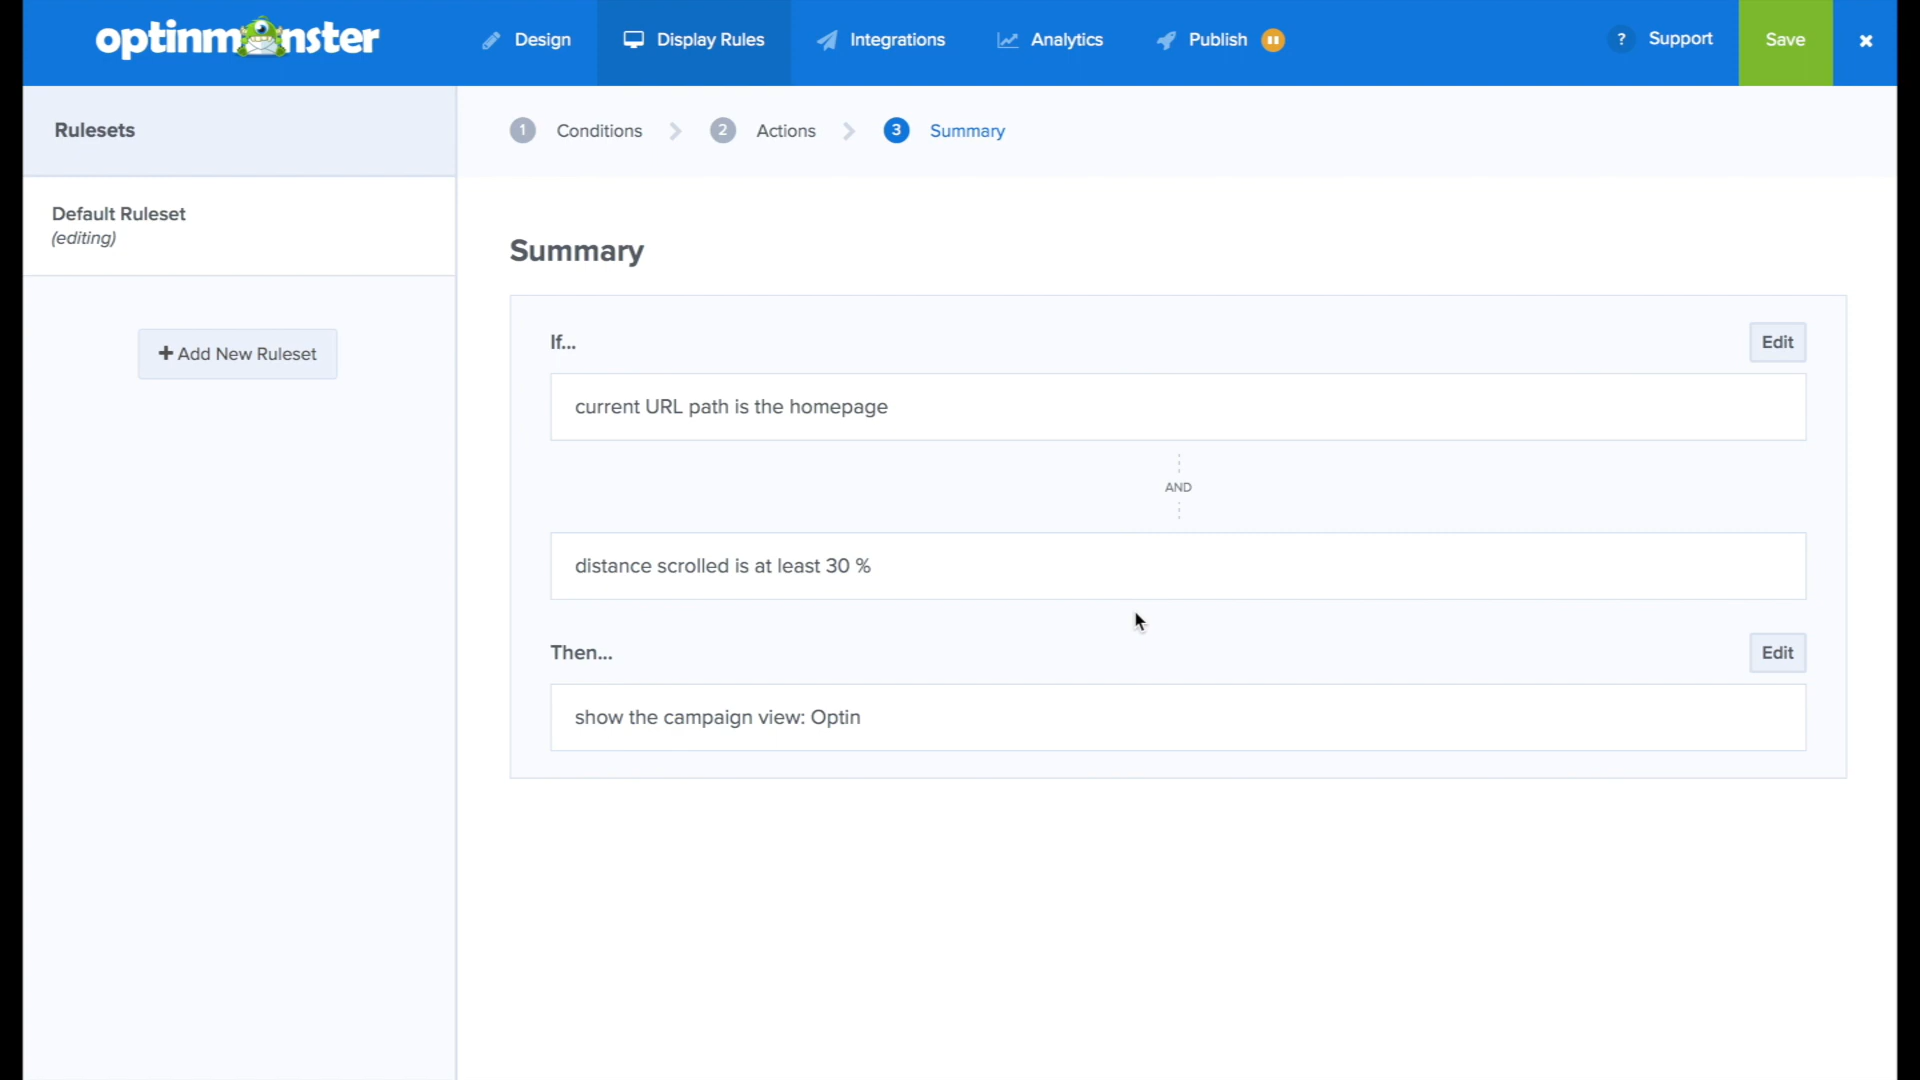 optinmonster
Design
Display Rules
Integrations
Analytics
Publish
? Support
Save
Rulesets
1 Conditions
2 Actions
3 Summary
Default Ruleset
(editing)
+ Add New Ruleset
Summary
If...
Edit
current URL path is the homepage
AND
distance scrolled is at least 30 %
Then...
Edit
show the campaign view: Optin